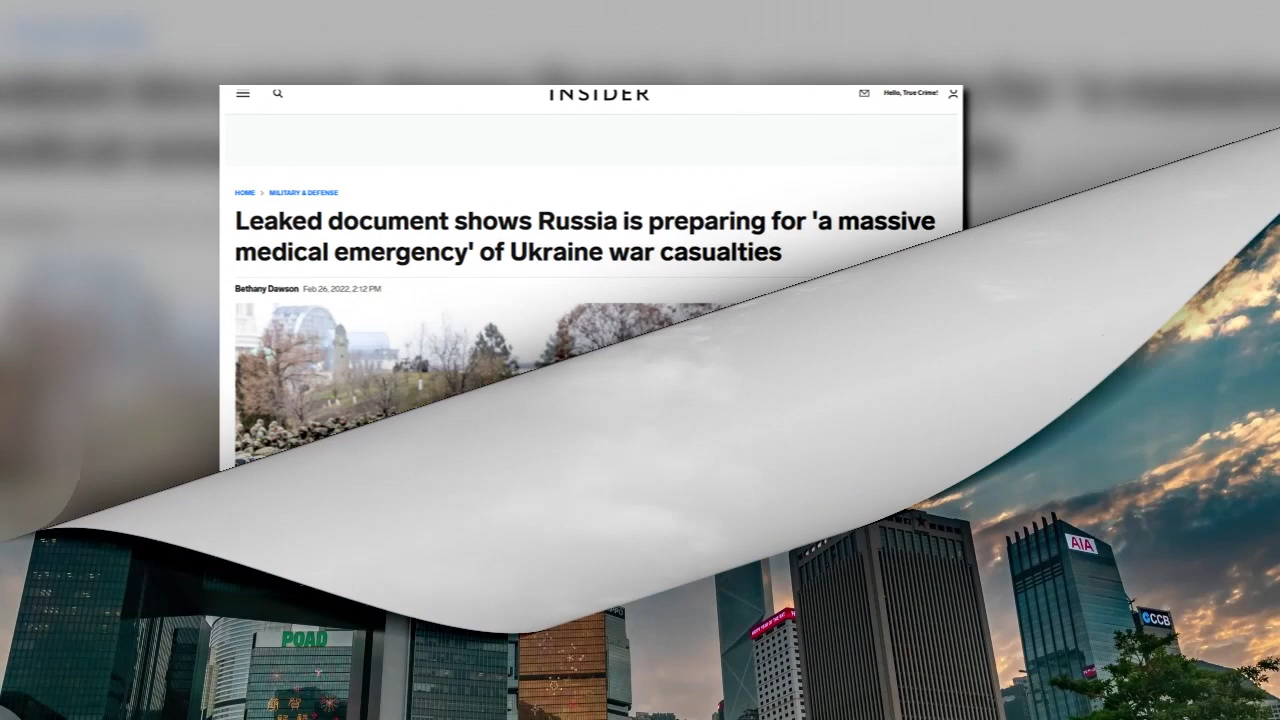 INSIDER
Hello, True Crime!
HOME > MILITARY & DEFENSE
Leaked document shows Russia is preparing for 'a massive
medical emergency' of Ukraine war casualties
Bethany Dawson Feb 26, 2022, 2:12 PM
AIA
CCB
POAD